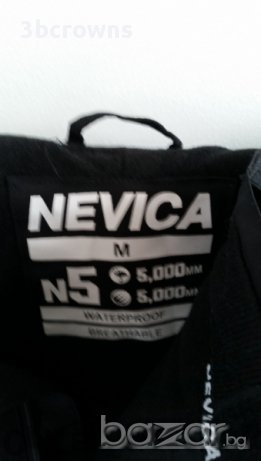 © 3bcrowns
NEVICA
M
N5 5,000MM
5,000MM
WATERPROOF
BREATHABLE
NEVICA
bazar.bg